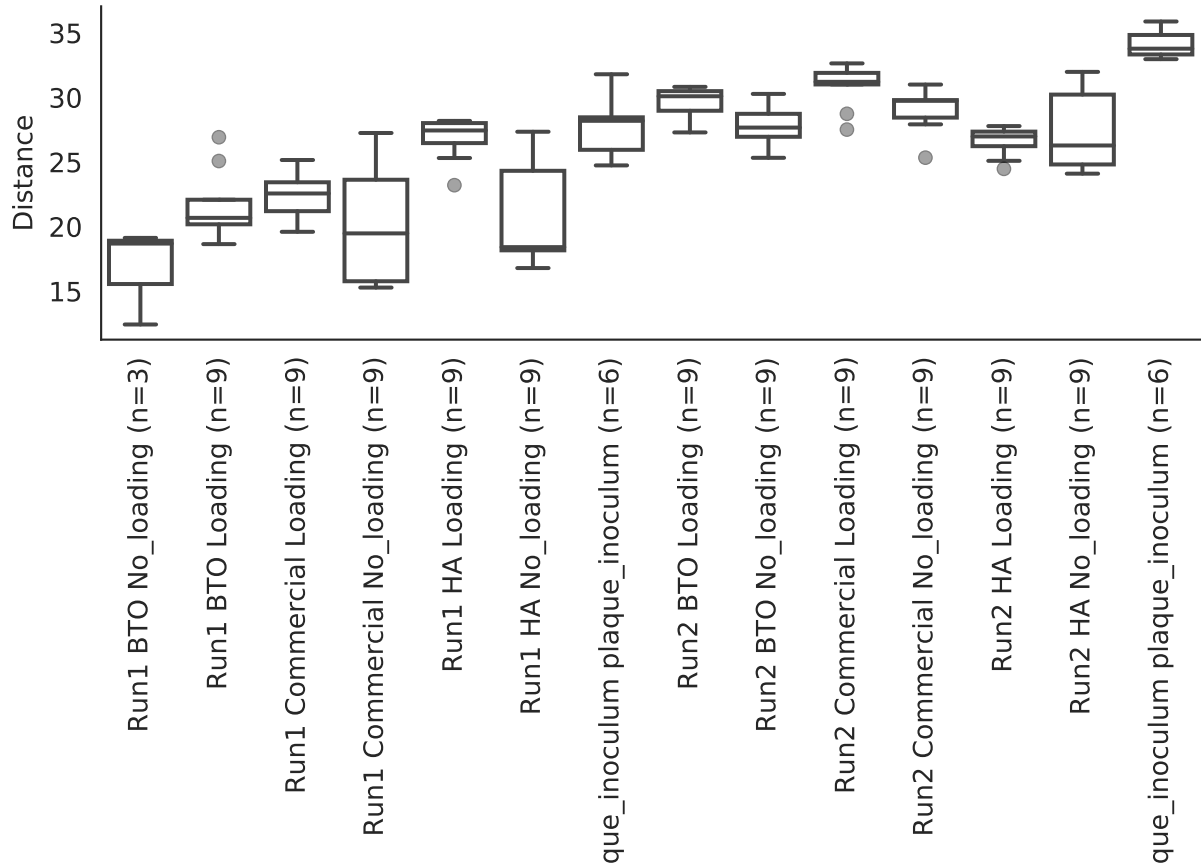 Distance
35
30
25
20
15
Run1 BTO No_loading (n=3)
Run1 BTO Loading (n=9)
Run1 Commercial Loading (n=9)
Run1 Commercial No_loading (n=9)
Run1 HA Loading (n=9)
Run1 HA No_loading (n=9)
que_inoculum plaque_inoculum (n=6)
Run2 BTO Loading (n=9)
Run2 BTO No_loading (n=9)
Run2 Commercial Loading (n=9)
Run2 Commercial No_loading (n=9)
Run2 HA Loading (n=9)
Run2 HA No_loading (n=9)
que_inoculum plaque_inoculum (n=6)